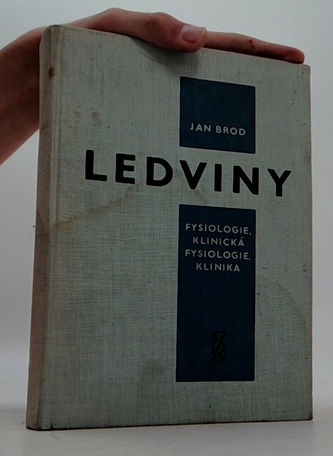 JAN BROD
LEDVINY
FYSIOLOGIE,
KLINICKÁ
FYSIOLOGIE,
KLINIKA